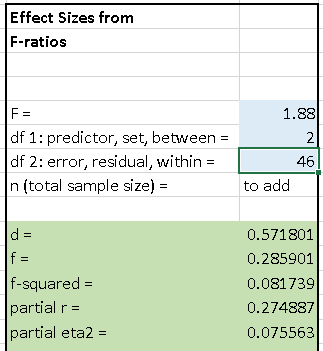 Effect Sizes from
F-ratios
F = 1.88
df 1: predictor, set, between = 2
df 2: error, residual, within = 46
n (total sample size) = to add
d = 0.571801
f = 0.285901
f-squared = 0.081739
partial r = 0.274887
partial eta2 = 0.075563